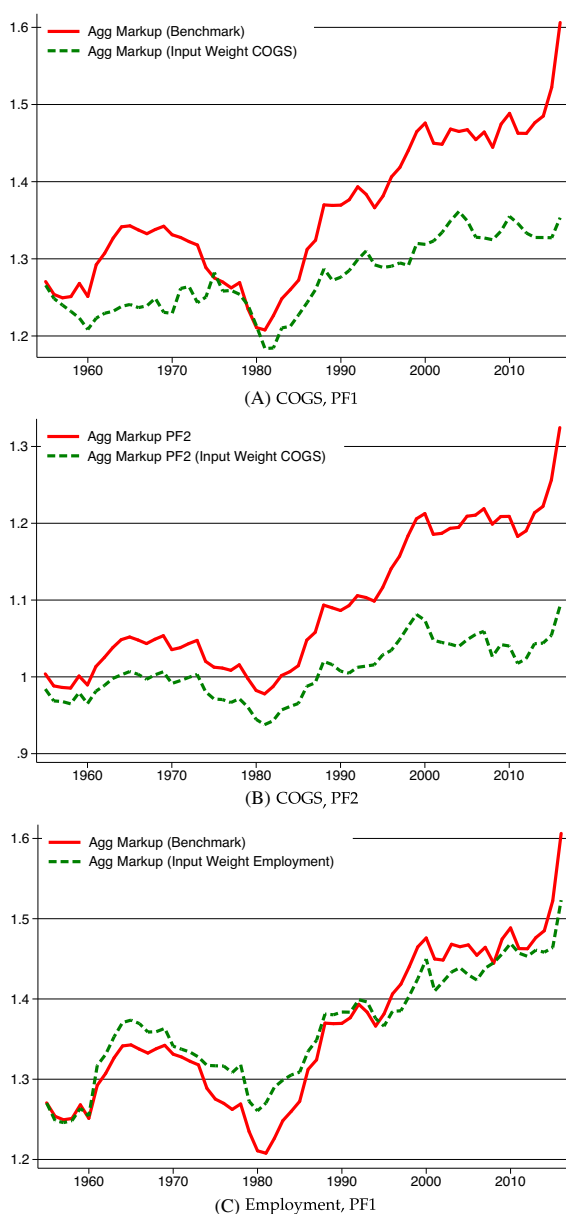 1.6
Agg Markup (Benchmark)
Agg Markup (Input Weight COGS)
1.5
1.4
1.3
1.2
1960 1970 1980 1990 2000 2010
(A) COGS, PF1
Agg Markup PF2
1.3
Agg Markup PF2 (Input Weight COGS)
1.2
1.1
1
.9
1960 1970 1980 1990 2000 2010
(B) COGS, PF2
1.6
Agg Markup (Benchmark)
Agg Markup (Input Weight Employment)
1.5
1.4
1.3
1.2
1960 1970 1980 1990 2000 2010
(C) Employment, PF1